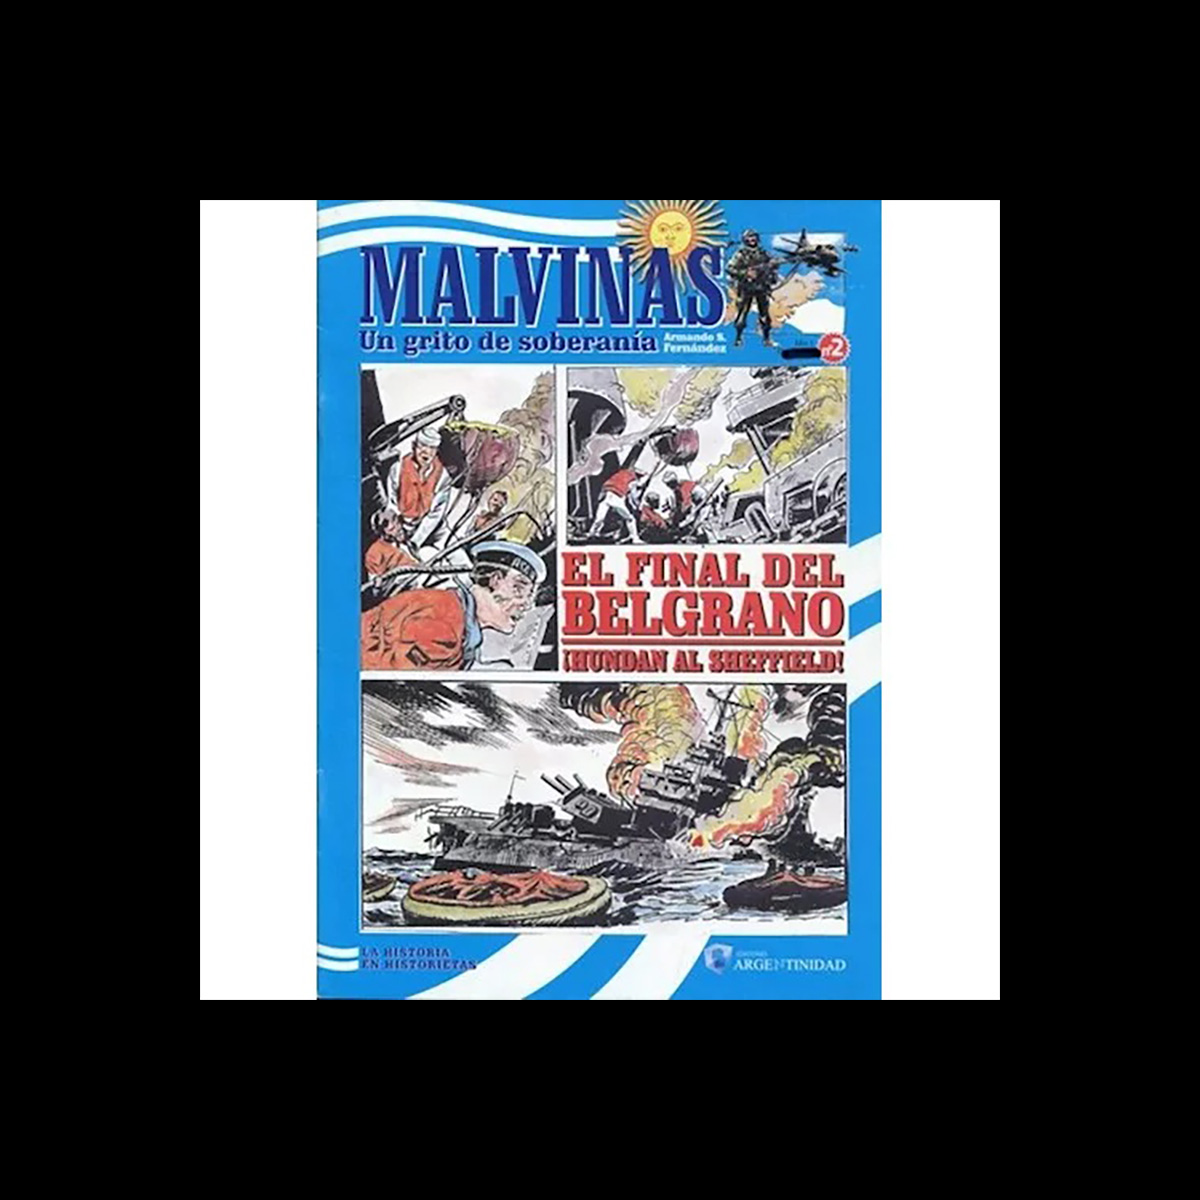 MALVINAS
Un grito de soberanía
Armando S.
Fernández
nº2
EL FINAL DEL
BELGRANO
¡HUNDAN AL SHEFFIELD!
LA HISTORIA
EN HISTORIETAS
ARGENTINIDAD